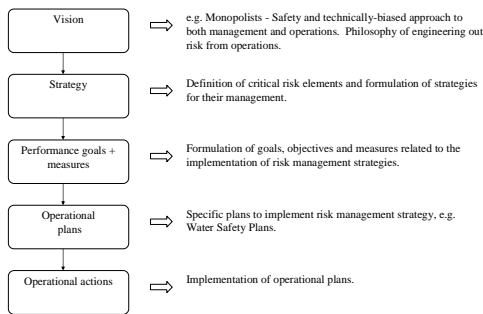 Vision
e.g. Monopolists - Safety and technically-biased approach to
both management and operations. Philosophy of engineering out
risk from operations.
Strategy
Definition of critical risk elements and formulation of strategies
for their management.
Performance goals +
measures
Formulation of goals, objectives and measures related to the
implementation of risk management strategies.
Operational
plans
Specific plans to implement risk management strategy, e.g.
Water Safety Plans.
Operational actions
Implementation of operational plans.